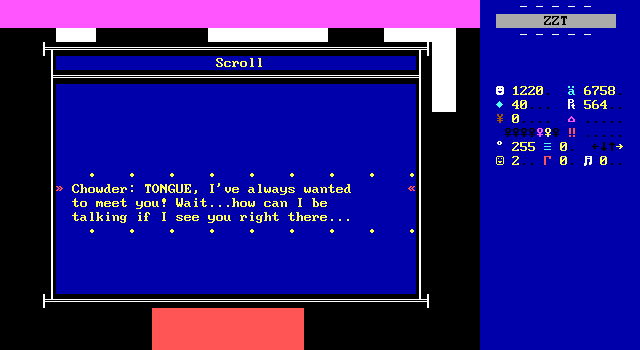 ZZT
Scroll
1220 6758
40 564
0
255 0
2 0 0
» Chowder: TONGUE, I've always wanted «
to meet you! Wait...how can I be
talking if I see you right there...